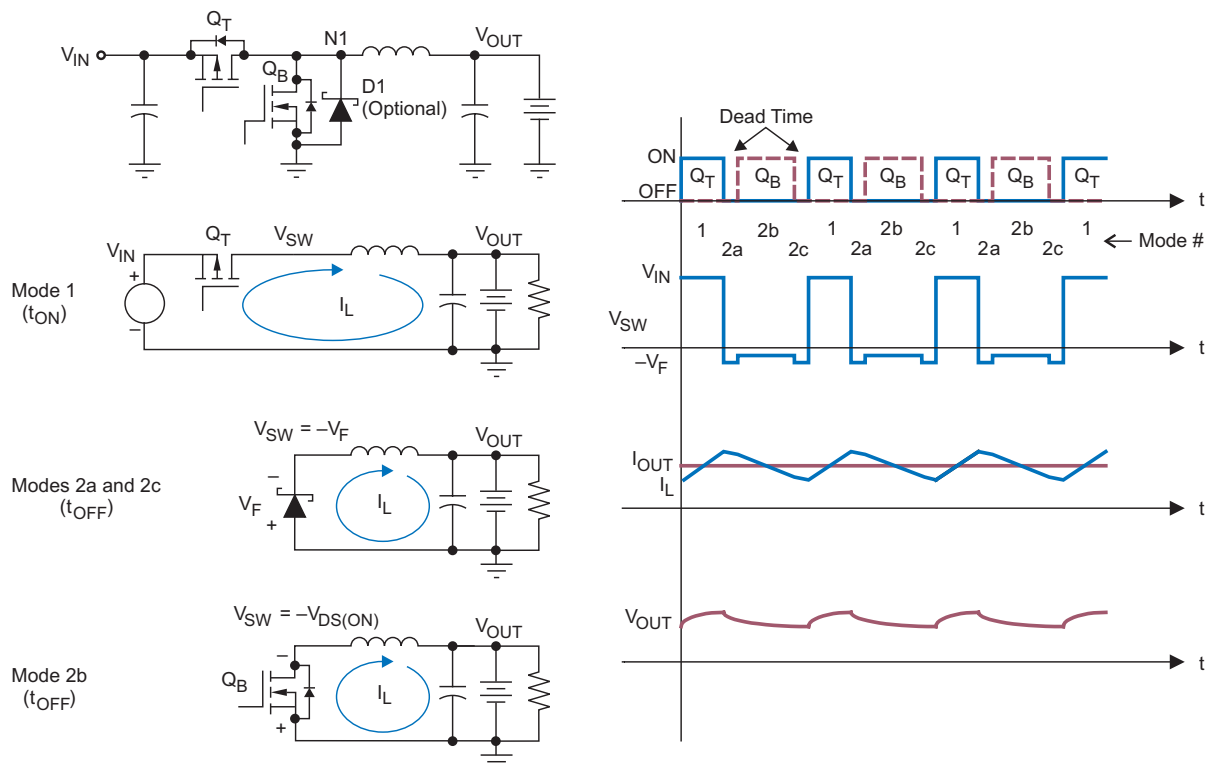 QT
VIN
N1
VOUT
QB
D1
(Optional)
Dead Time
ON
OFF
QT QB QT QB QT QB QT
t
1 2a 2b 2c 1 2a 2b 2c 1 2a 2b 2c 1
← Mode #
VIN
VSW
–VF
t
IOUT
IL
t
VOUT
t
Mode 1
(tON)
VIN
+
–
QT
VSW
VOUT
IL
Modes 2a and 2c
(tOFF)
VSW = –VF
VOUT
–
VF
+
IL
Mode 2b
(tOFF)
VSW = –VDS(ON)
VOUT
–
QB
+
IL